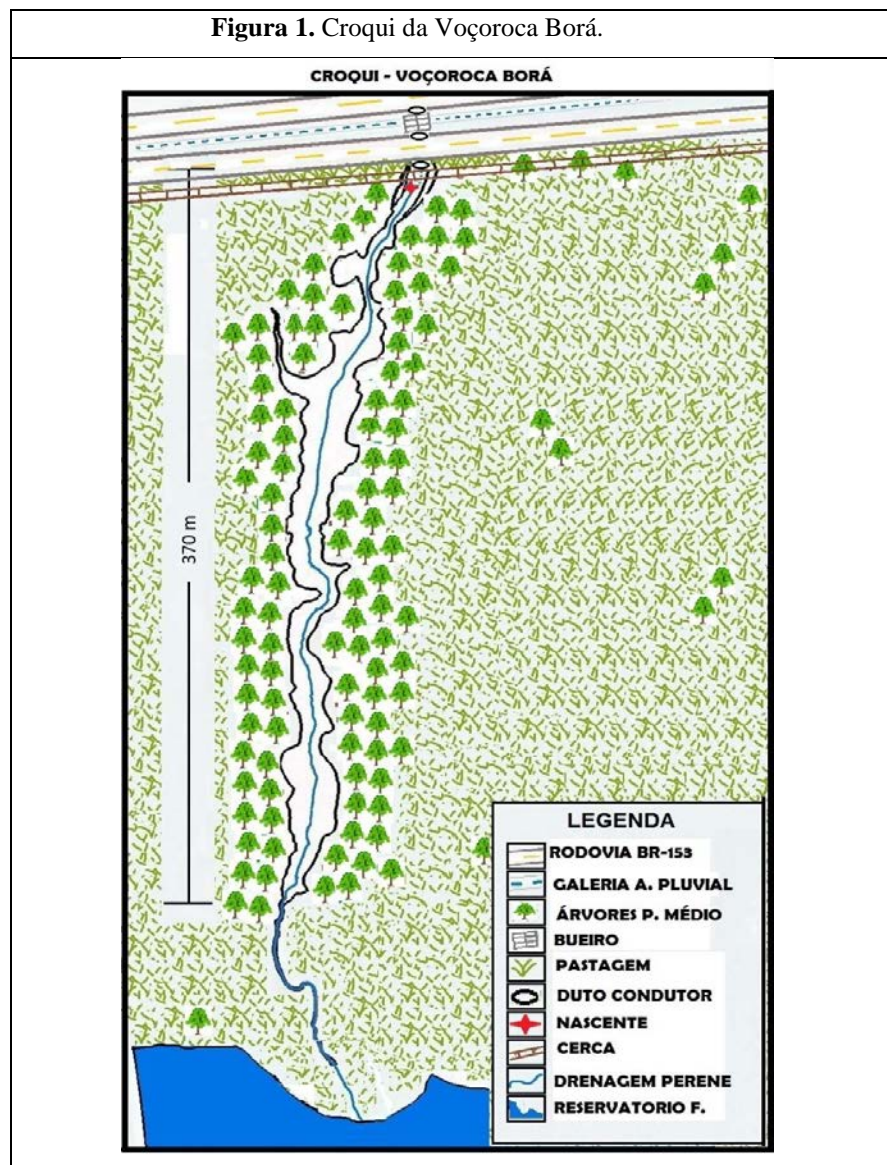 Figura 1. Croqui da Voçoroca Borá.
CROQUI - VOÇOROCA BORÁ
370 m
LEGENDA
RODOVIA BR-153
GALERIA A. PLUVIAL
ÁRVORES P. MÉDIO
BUEIRO
PASTAGEM
DUTO CONDUTOR
NASCENTE
CERCA
DRENAGEM PERENE
RESERVATORIO F.